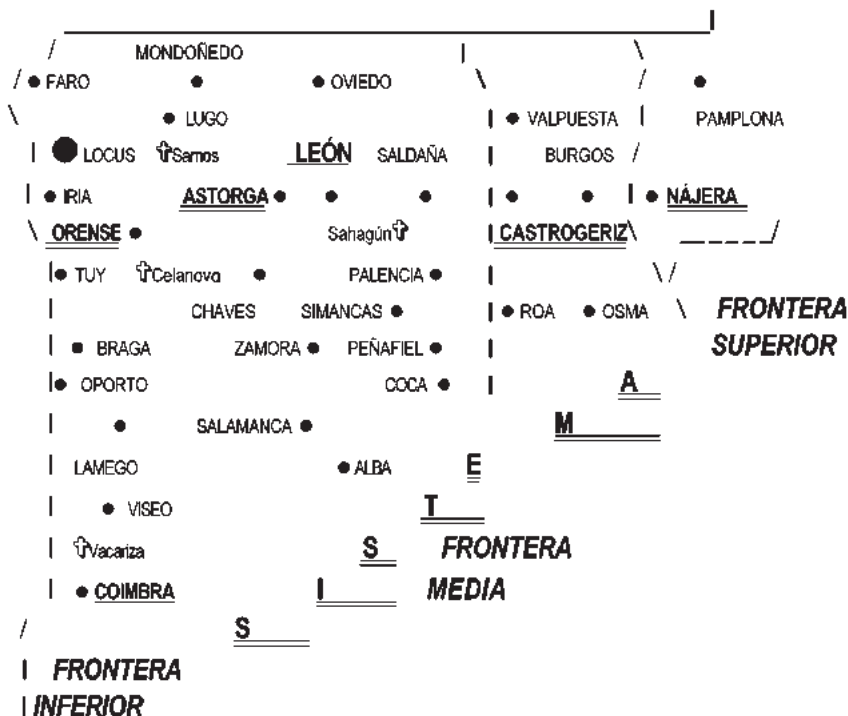 MONDOÑEDO
FARO OVIEDO
LUGO VALPUESTA PAMPLONA
LOCUS Samos LEÓN SALDAÑA BURGOS
IRIA ASTORGA NÁJERA
ORENSE Sahagún CASTROGERIZ
TUY Celanova PALENCIA
CHAVES SIMANCAS ROA OSMA FRONTERA
BRAGA ZAMORA PEÑAFIEL SUPERIOR
OPORTO COCA A
SALAMANCA M
LAMEGO ALBA E
VISEO T
Vacariza S FRONTERA
COIMBRA I MEDIA
S
FRONTERA
INFERIOR